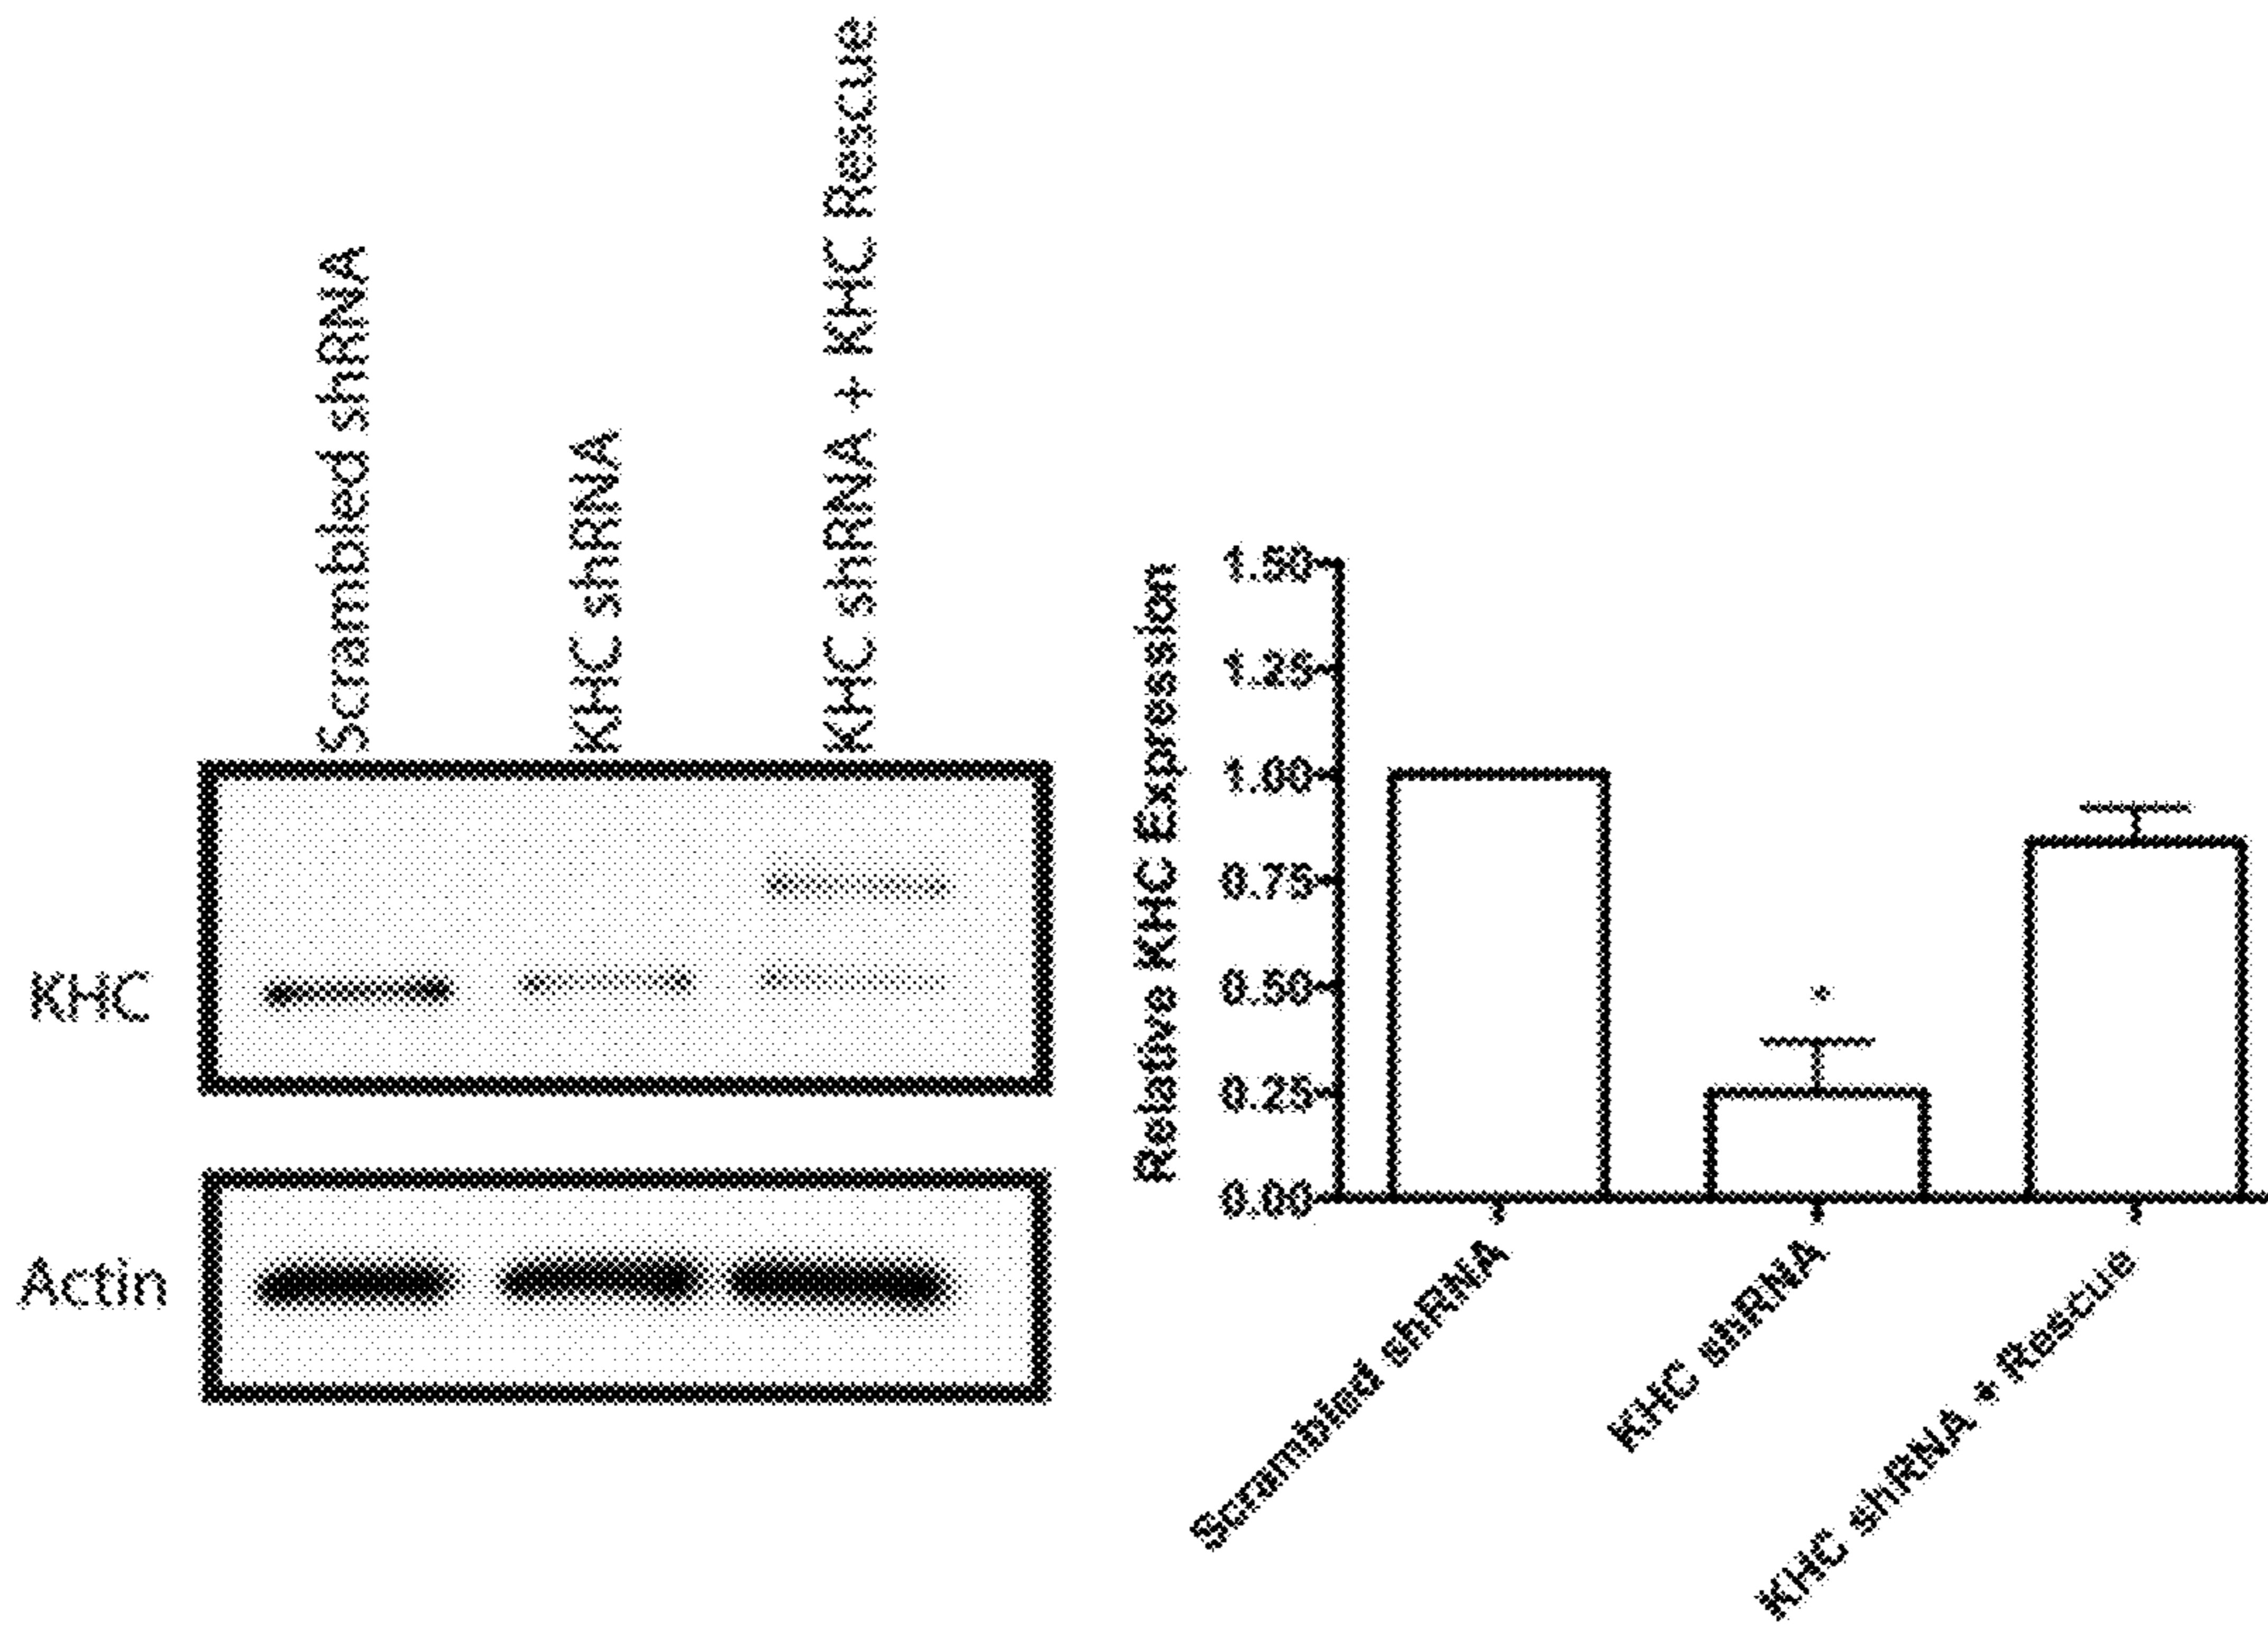 Scrambled shRNA
KHC shRNA
KHC shRNA + KHC Rescue
KHC
Actin
Relative KHC Expression
1.50
1.25
1.00
0.75
0.50
0.25
0.00
*
Scrambled shRNA
KHC shRNA
KHC shRNA + Rescue